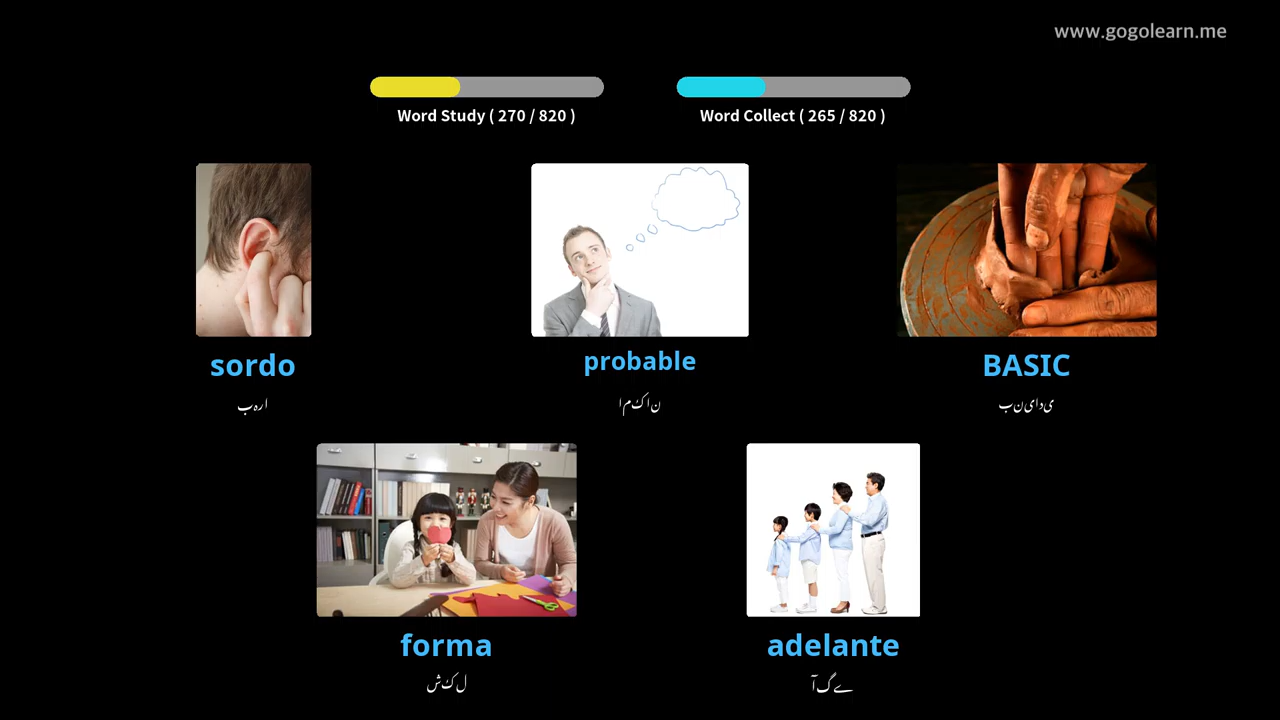 www.gogolearn.me
Word Study ( 270 / 820 )
Word Collect ( 265 / 820 )
sordo
probable
BASIC
بہرا
امکان
بنیادی
forma
adelante
شکل
آگے